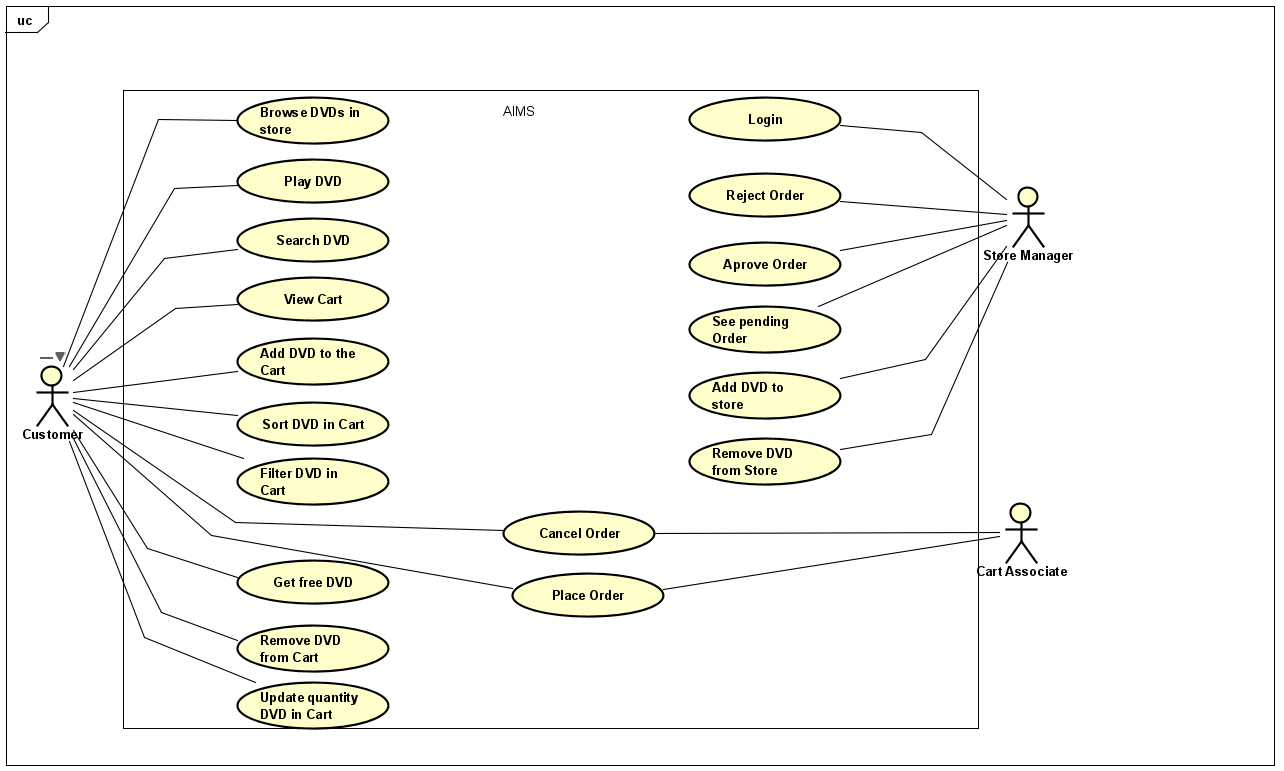 uc
AIMS
Browse DVDs in
store
Play DVD
Search DVD
View Cart
Add DVD to the
Cart
Sort DVD in Cart
Filter DVD in
Cart
Get free DVD
Remove DVD
from Cart
Update quantity
DVD in Cart
Customer
Cancel Order
Place Order
Login
Reject Order
Aprove Order
See pending
Order
Add DVD to
store
Remove DVD
from Store
Store Manager
Cart Associate